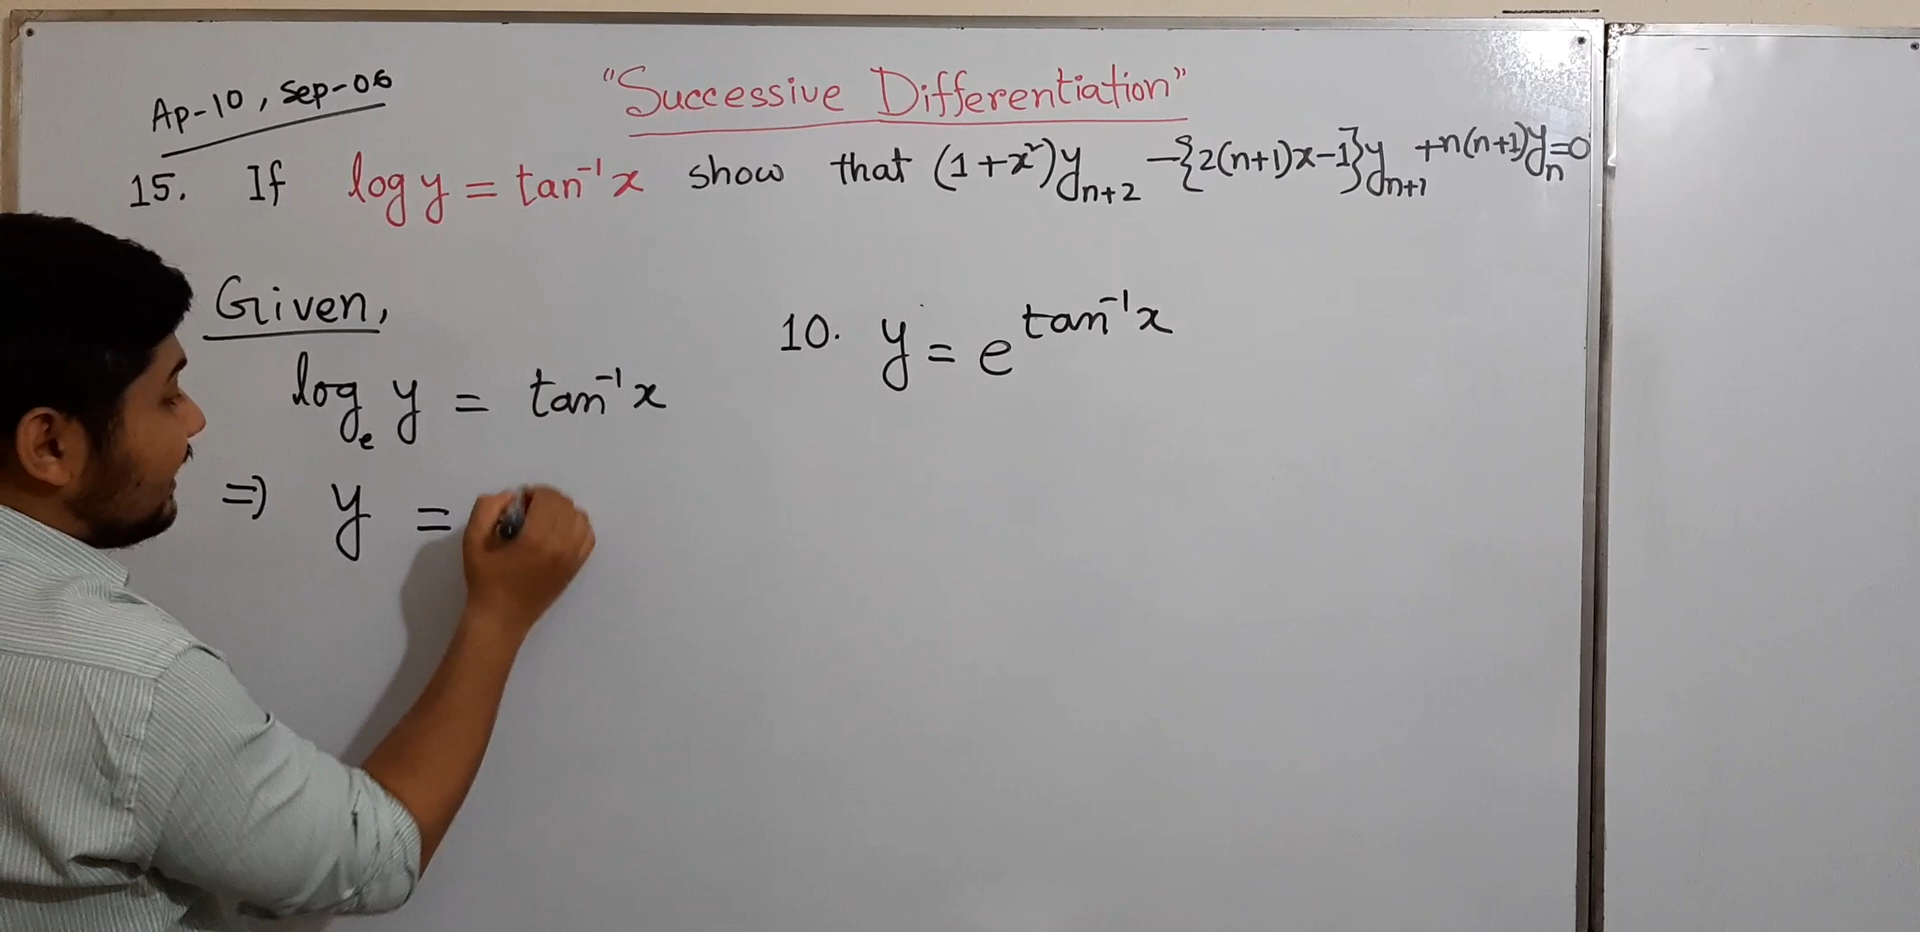 Ap-10, Sep-06
"Successive Differentiation"
15. If log y = tan⁻¹x show that (1+x²)yₙ₊₂ -{2(n+1)x-1}yₙ₊₁ +n(n+1)yₙ=0
Given,
logₑ y = tan⁻¹x
⇒ y =
10. y = e^tan⁻¹x